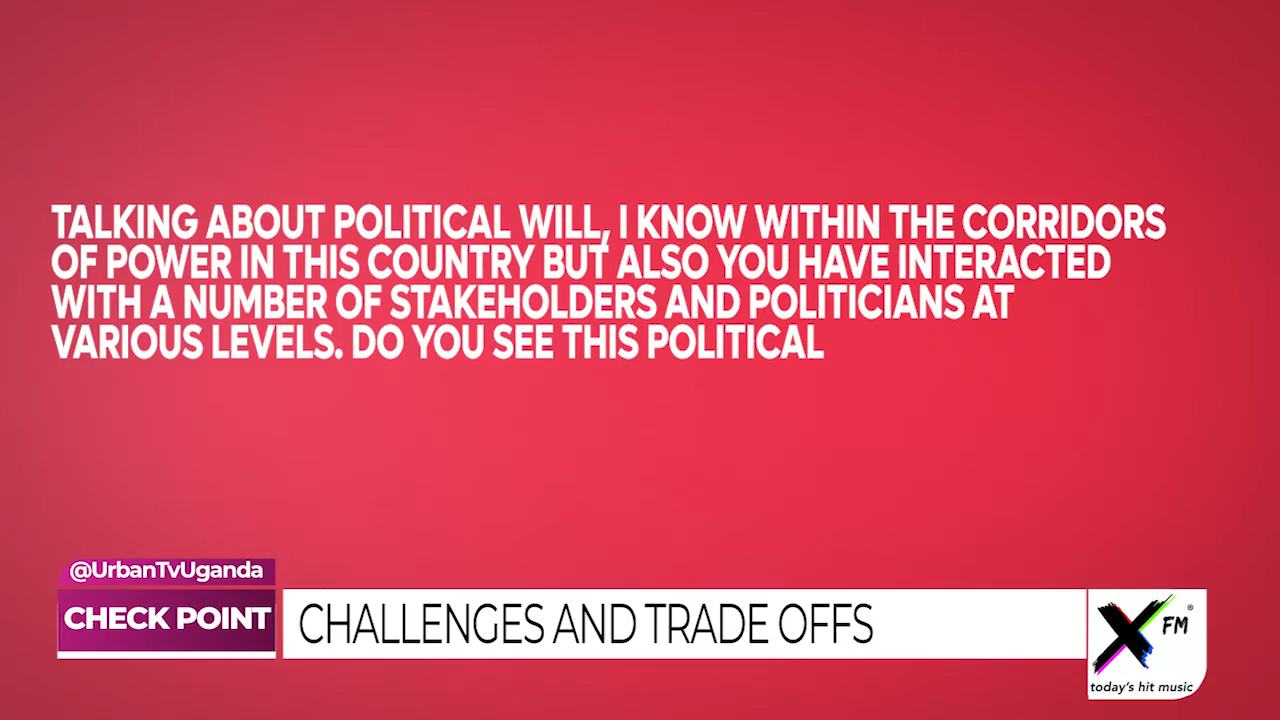 TALKING ABOUT POLITICAL WILL, I KNOW WITHIN THE CORRIDORS
OF POWER IN THIS COUNTRY BUT ALSO YOU HAVE INTERACTED
WITH A NUMBER OF STAKEHOLDERS AND POLITICIANS AT
VARIOUS LEVELS. DO YOU SEE THIS POLITICAL
@UrbanTvUganda
CHECK POINT
CHALLENGES AND TRADE OFFS
X FM ®
today's hit music